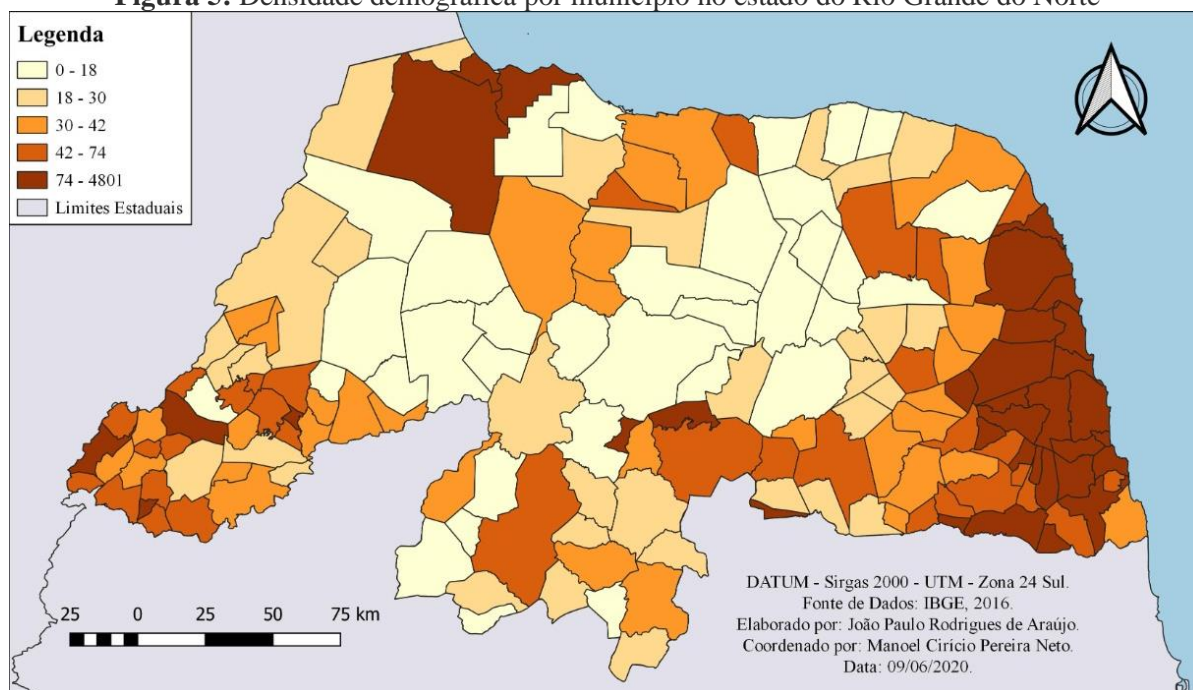 Figura 5: Densidade demográfica por município no estado do Rio Grande do Norte
Legenda
0 - 18
18 - 30
30 - 42
42 - 74
74 - 4801
Limites Estaduais
25 0 25 50 75 km
DATUM - Sirgas 2000 - UTM - Zona 24 Sul.
Fonte de Dados: IBGE, 2016.
Elaborado por: João Paulo Rodrigues de Araújo.
Coordenado por: Manoel Cirício Pereira Neto.
Data: 09/06/2020.